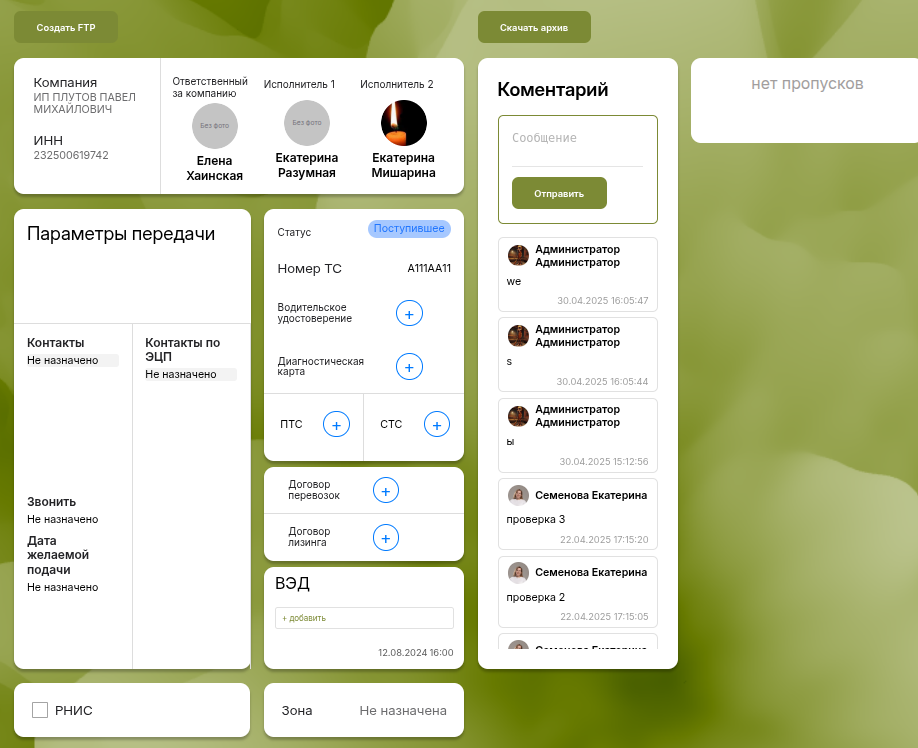 Создать FTP
Скачать архив
Компания
ИП ПЛУТОВ ПАВЕЛ
МИХАЙЛОВИЧ
ИНН
232500619742
Ответственный
за компанию
Без фото
Елена
Хаинская
Исполнитель 1
Без фото
Екатерина
Разумная
Исполнитель 2
Екатерина
Мишарина
Параметры передачи
Контакты
Не назначено
Звонить
Не назначено
Дата
желаемой
подачи
Не назначено
Контакты по
ЭЦП
Не назначено
Статус
Поступившее
Номер ТС
А111АА11
Водительское
удостоверение
+
Диагностическая
карта
+
ПТС
+
СТС
+
Договор
перевозок
+
Договор
лизинга
+
ВЭД
+ добавить
12.08.2024 16:00
РНИС
Зона
Не назначена
Коментарий
Сообщение
Отправить
Администратор
Администратор
we
30.04.2025 16:05:47
Администратор
Администратор
s
30.04.2025 16:05:44
Администратор
Администратор
ы
30.04.2025 15:12:56
Семенова Екатерина
проверка 3
22.04.2025 17:15:20
Семенова Екатерина
проверка 2
22.04.2025 17:15:05
Семенова Екатерина
нет пропусков